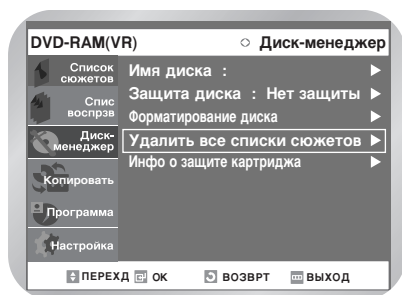 DVD-RAM(VR) Диск-менеджер
Список сюжетов
Спис воспрзв
Диск-менеджер
Копировать
Программа
Настройка
Имя диска :
Защита диска : Нет защиты
Форматирование диска
Удалить все списки сюжетов
Инфо о защите картриджа
ПЕРЕХД ОК ВОЗВРТ ВЫХОД